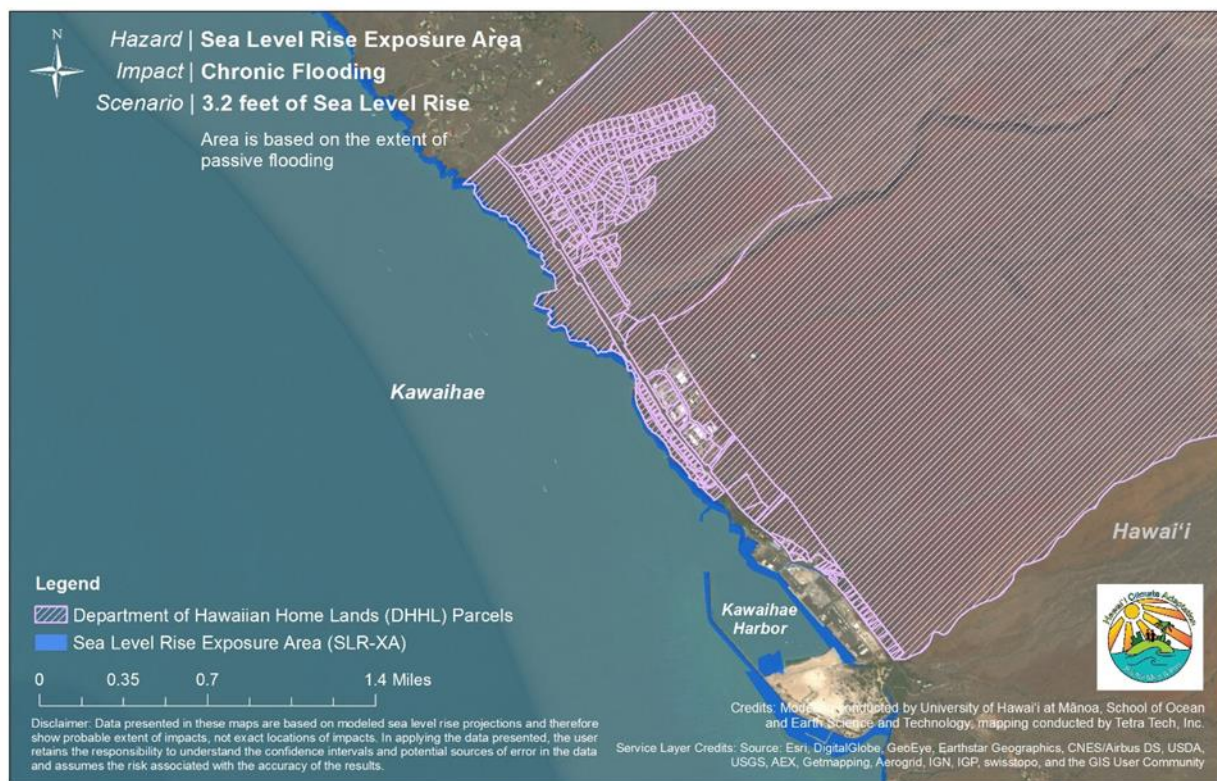 N
Hazard | Sea Level Rise Exposure Area
Impact | Chronic Flooding
Scenario | 3.2 feet of Sea Level Rise
Area is based on the extent of
passive flooding
Kawaihae
Hawaiʻi
Kawaihae
Harbor
Legend
Department of Hawaiian Home Lands (DHHL) Parcels
Sea Level Rise Exposure Area (SLR-XA)
0 0.35 0.7 1.4 Miles
Disclaimer: Data presented in these maps are based on modeled sea level rise projections and therefore
show probable extent of impacts, not exact locations of impacts. In applying the data presented, the user
retains the responsibility to understand the confidence intervals and potential sources of error in the data
and assumes the risk associated with the accuracy of the results.
Hawaiʻi Climate Adaptation
Credits: Modeling conducted by University of Hawaiʻi at Mānoa, School of Ocean
and Earth Science and Technology, mapping conducted by Tetra Tech, Inc.
Service Layer Credits: Source: Esri, DigitalGlobe, GeoEye, Earthstar Geographics, CNES/Airbus DS, USDA,
USGS, AEX, Getmapping, Aerogrid, IGN, IGP, swisstopo, and the GIS User Community